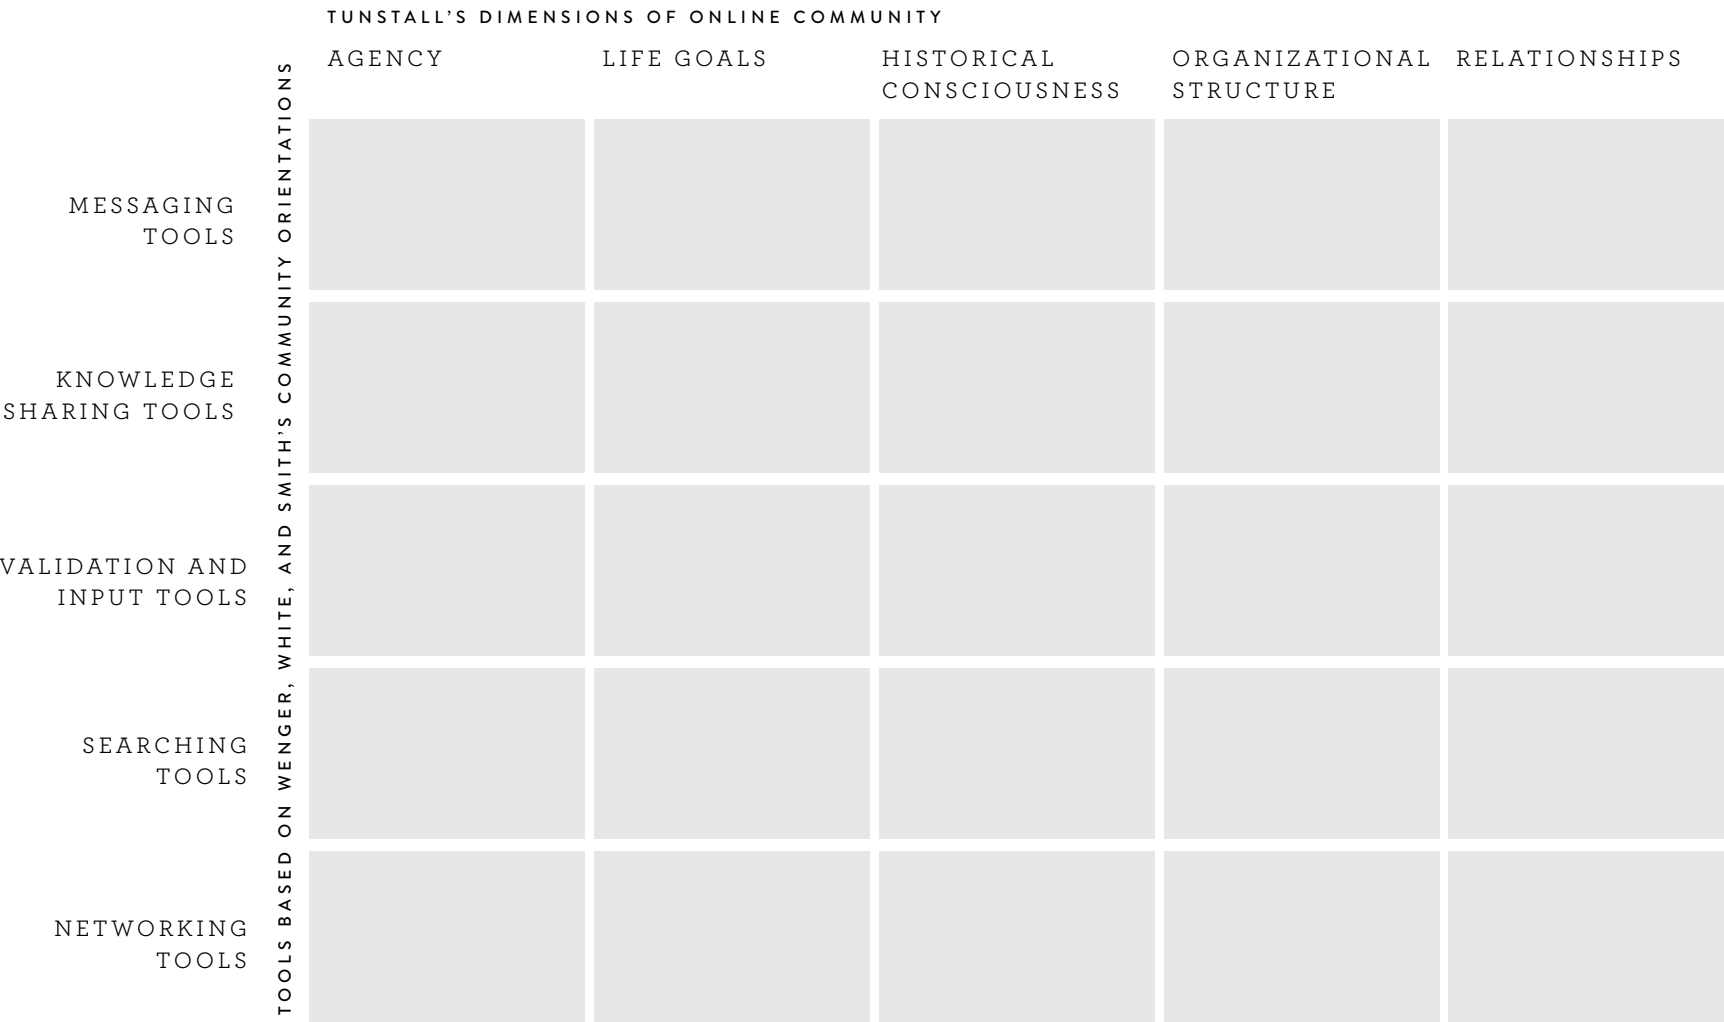 TUNSTALL’S DIMENSIONS OF ONLINE COMMUNITY
AGENCY
LIFE GOALS
HISTORICAL
CONSCIOUSNESS
ORGANIZATIONAL
STRUCTURE
RELATIONSHIPS
TOOLS BASED ON WENGER, WHITE, AND SMITH’S COMMUNITY ORIENTATIONS
MESSAGING
TOOLS
KNOWLEDGE
SHARING TOOLS
VALIDATION AND
INPUT TOOLS
SEARCHING
TOOLS
NETWORKING
TOOLS